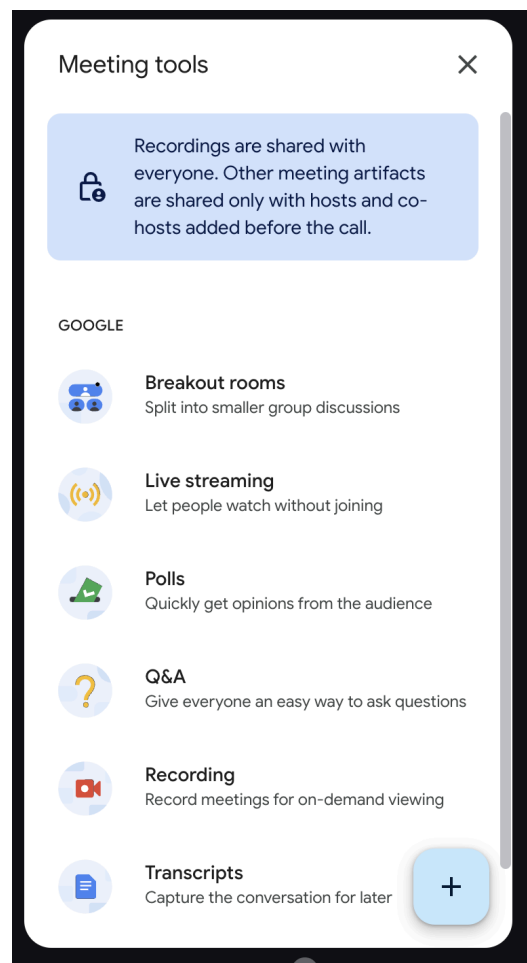 Meeting tools
Recordings are shared with
everyone. Other meeting artifacts
are shared only with hosts and co-
hosts added before the call.
GOOGLE
Breakout rooms
Split into smaller group discussions
Live streaming
Let people watch without joining
Polls
Quickly get opinions from the audience
Q&A
Give everyone an easy way to ask questions
Recording
Record meetings for on-demand viewing
Transcripts
Capture the conversation for later